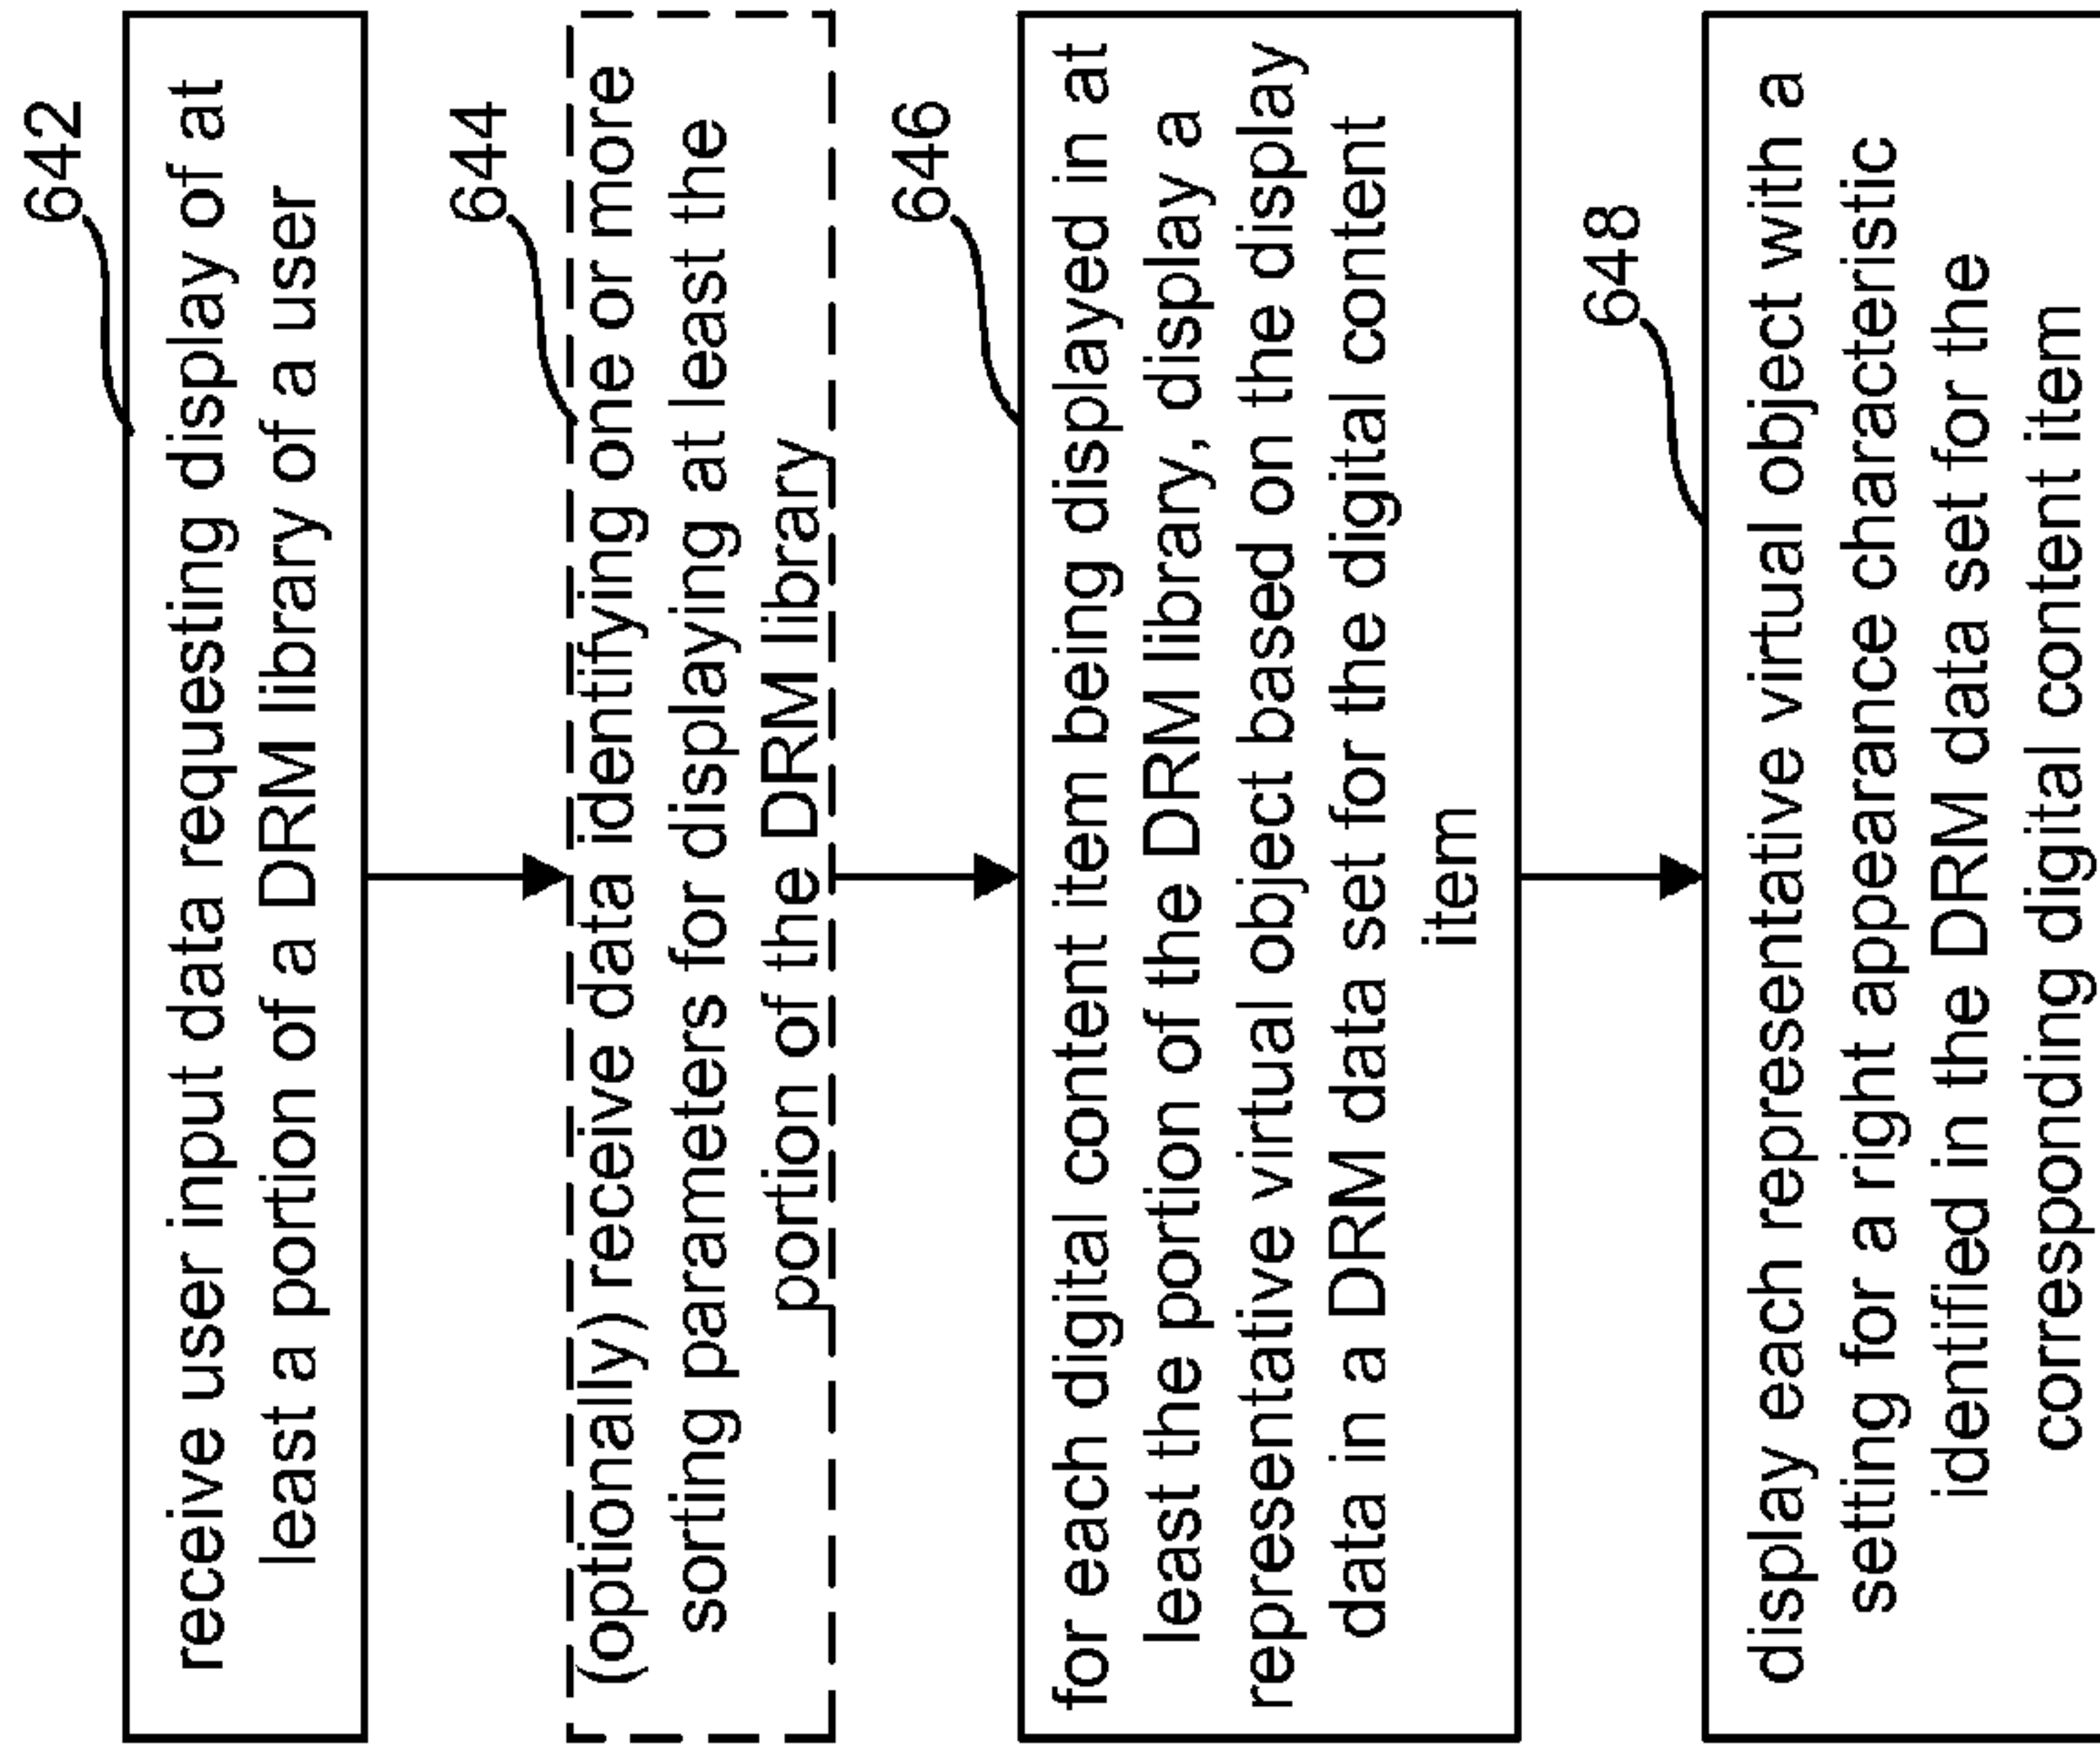 642
receive user input data requesting display of at
least a portion of a DRM library of a user
644
(optionally) receive data identifying one or more
sorting parameters for displaying at least the
portion of the DRM library
646
for each digital content item being displayed in at
least the portion of the DRM library, display a
representative virtual object based on the display
data in a DRM data set for the digital content
item
648
display each representative virtual object with a
setting for a right appearance characteristic
identified in the DRM data set for the
corresponding digital content item